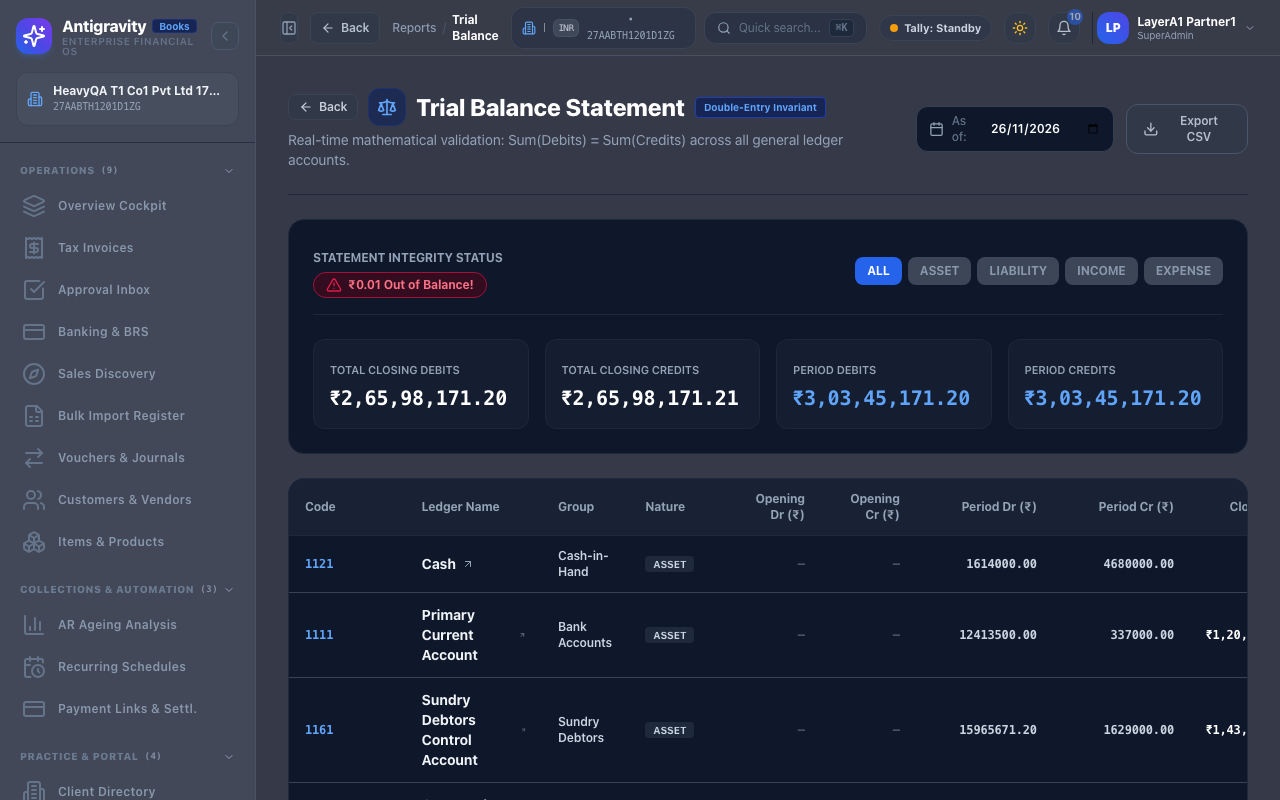 Antigravity Books
ENTERPRISE FINANCIAL OS
HeavyQA T1 Co1 Pvt Ltd 17...
27AABTH1201D1ZG
OPERATIONS (9)
Overview Cockpit
Tax Invoices
Approval Inbox
Banking & BRS
Sales Discovery
Bulk Import Register
Vouchers & Journals
Customers & Vendors
Items & Products
COLLECTIONS & AUTOMATION (3)
AR Ageing Analysis
Recurring Schedules
Payment Links & Settl.
PRACTICE & PORTAL (4)
Client Directory
Back
Reports / Trial Balance
INR
• 27AABTH1201D1ZG
Quick search... ⌘K
Tally: Standby
10
LP
LayerA1 Partner1
SuperAdmin
Back
Trial Balance Statement
Double-Entry Invariant
Real-time mathematical validation: Sum(Debits) = Sum(Credits) across all general ledger
accounts.
As of: 26/11/2026
Export CSV
STATEMENT INTEGRITY STATUS
₹0.01 Out of Balance!
ALL ASSET LIABILITY INCOME EXPENSE
TOTAL CLOSING DEBITS
₹2,65,98,171.20
TOTAL CLOSING CREDITS
₹2,65,98,171.21
PERIOD DEBITS
₹3,03,45,171.20
PERIOD CREDITS
₹3,03,45,171.20
Code Ledger Name Group Nature Opening Dr (₹) Opening Cr (₹) Period Dr (₹) Period Cr (₹) Clo
1121 Cash ↗ Cash-in-Hand ASSET — — 1614000.00 4680000.00
1111 Primary Current Account ↗ Bank Accounts ASSET — — 12413500.00 337000.00 ₹1,20,
1161 Sundry Debtors Control Account ↗ Sundry Debtors ASSET — — 15965671.20 1629000.00 ₹1,43,